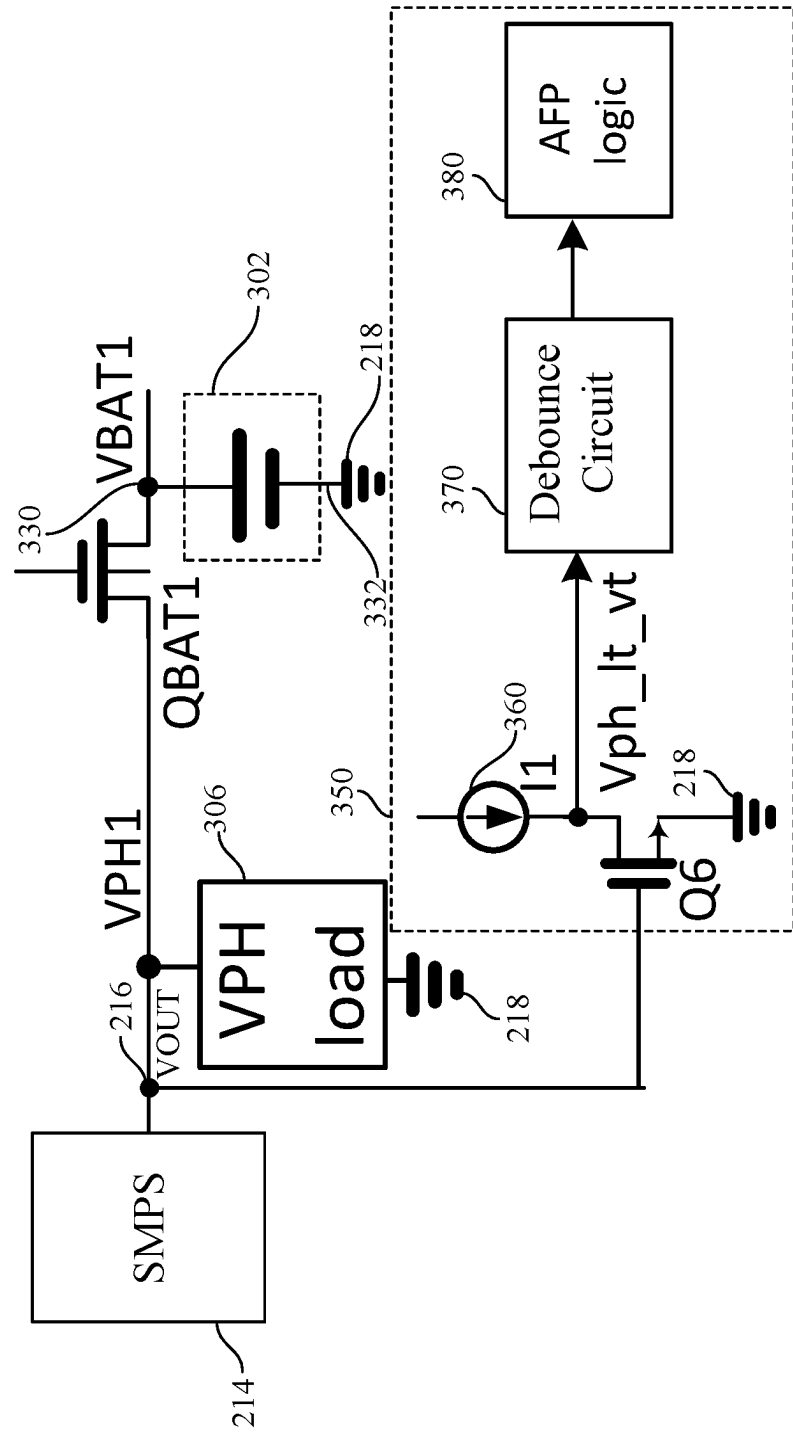 SMPS
214
216
VOUT
VPH1
VPH
load
306
218
QBAT1
330
VBAT1
302
332
218
350
360
I1
Vph_lt_vt
Q6
218
370
Debounce
Circuit
380
AFP
logic